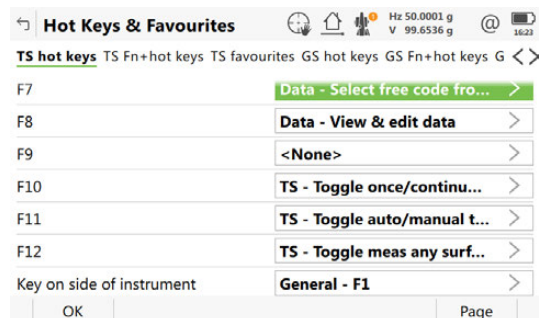 Hot Keys & Favourites
Hz 50.0001 g
V 99.6536 g
@
16:23
TS hot keys TS Fn+hot keys TS favourites GS hot keys GS Fn+hot keys G
F7 Data - Select free code fro...
F8 Data - View & edit data
F9 <None>
F10 TS - Toggle once/continu...
F11 TS - Toggle auto/manual t...
F12 TS - Toggle meas any surf...
Key on side of instrument General - F1
OK Page